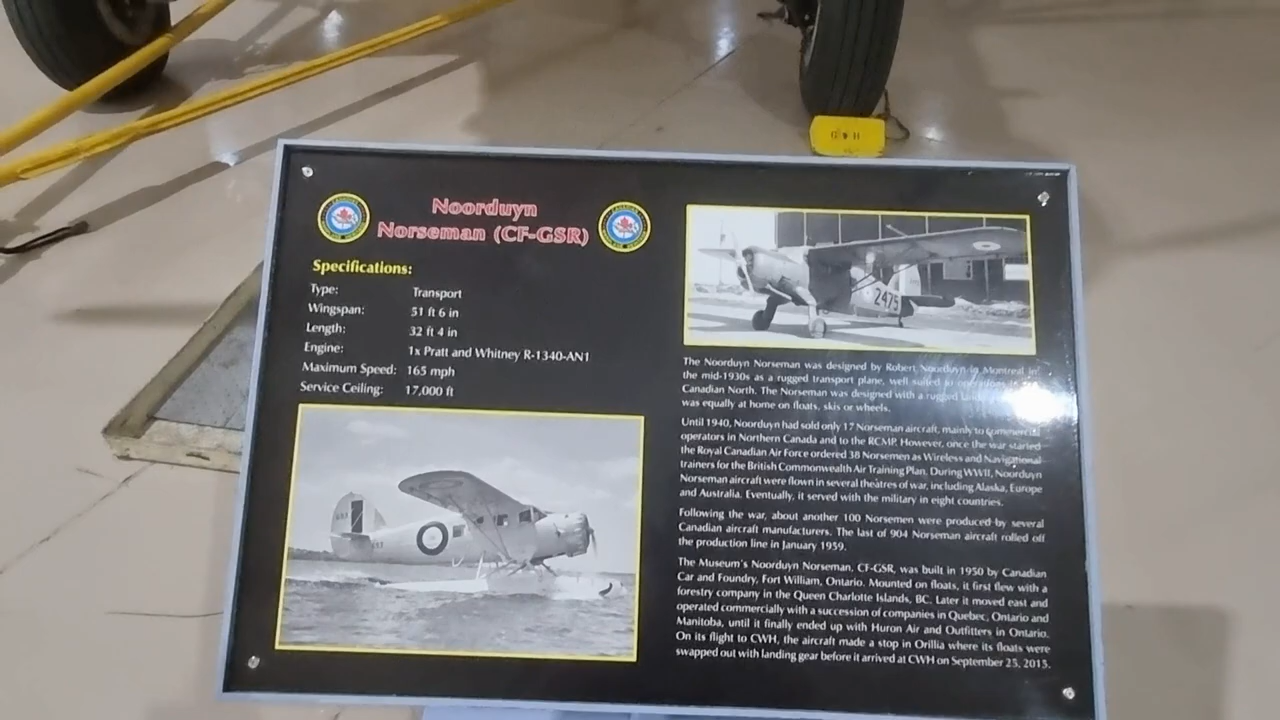 Noorduyn
Norseman (CF-GSR)
Specifications:
Type: Transport
Wingspan: 51 ft 6 in
Length: 32 ft 4 in
Engine: 1x Pratt and Whitney R-1340-AN1
Maximum Speed: 165 mph
Service Ceiling: 17,000 ft
2475
The Noorduyn Norseman was designed by Robert Noorduyn in Montreal in
the mid-1930s as a rugged transport plane, well suited to operations
Canadian North. The Norseman was designed with a rugged
was equally at home on floats, skis or wheels.
Until 1940, Noorduyn had sold only 17 Norseman aircraft, mainly to commercial
operators in Northern Canada and to the RCMP. However, once the war started
the Royal Canadian Air Force ordered 38 Norsemen as Wireless and Navigational
trainers for the British Commonwealth Air Training Plan. During WWII, Noorduyn
Norseman aircraft were flown in several theatres of war, including Alaska, Europe
and Australia. Eventually, it served with the military in eight countries.
Following the war, about another 100 Norsemen were produced by several
Canadian aircraft manufacturers. The last of 904 Norseman aircraft rolled off
the production line in January 1959.
The Museum's Noorduyn Norseman, CF-GSR, was built in 1950 by Canadian
Car and Foundry, Fort William, Ontario. Mounted on floats, it first flew with a
forestry company in the Queen Charlotte Islands, BC. Later it moved east and
operated commercially with a succession of companies in Quebec, Ontario and
Manitoba, until it finally ended up with Huron Air and Outfitters in Ontario.
On its flight to CWH, the aircraft made a stop in Orillia where its floats were
swapped out with landing gear before it arrived at CWH on September 25, 2015.